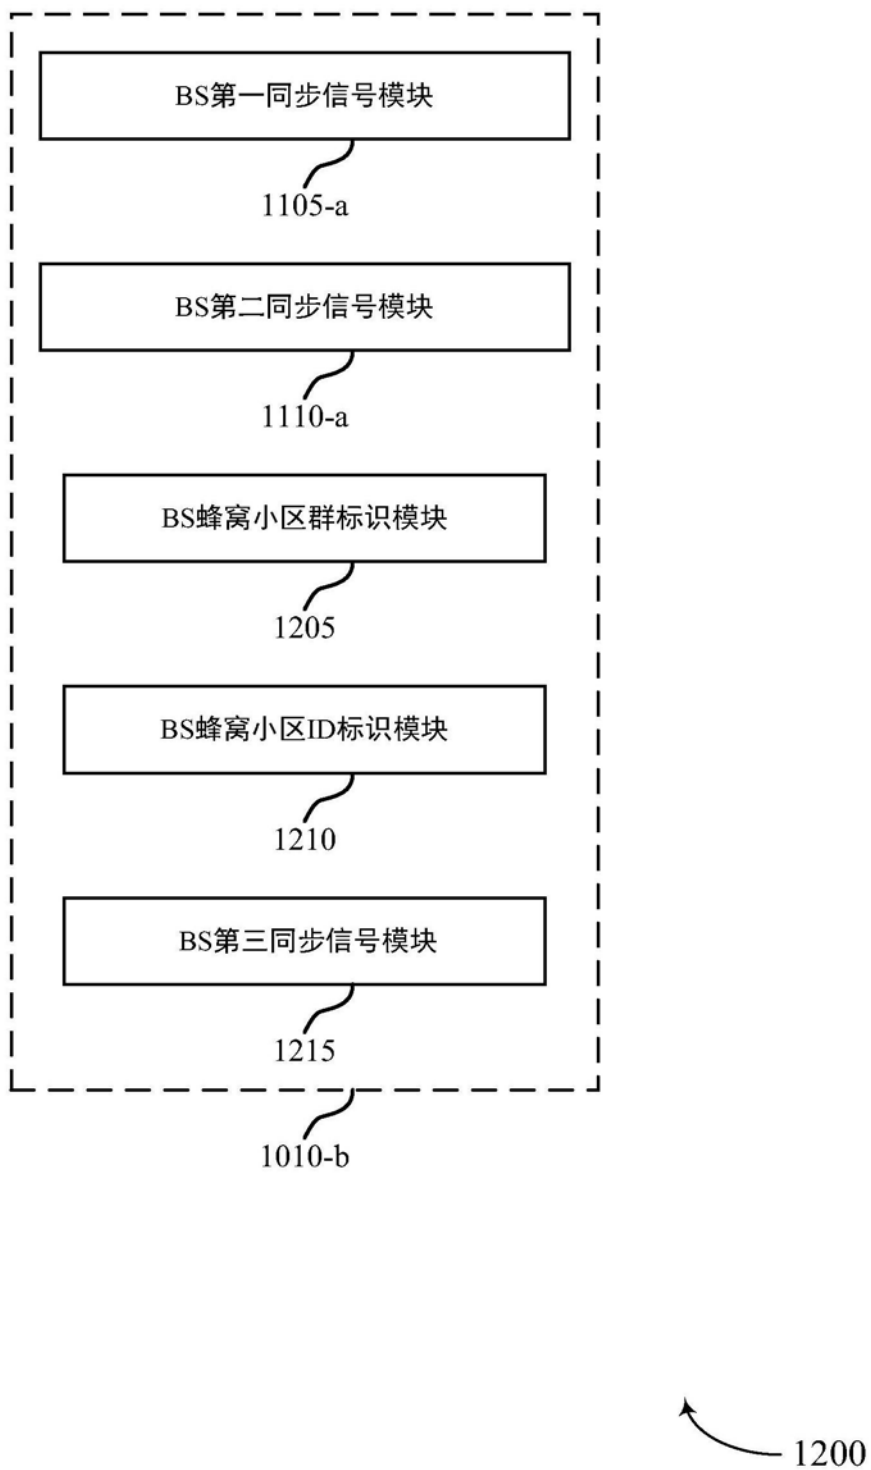 BS第一同步信号模块
1105-a
BS第二同步信号模块
1110-a
BS蜂窝小区群标识模块
1205
BS蜂窝小区ID标识模块
1210
BS第三同步信号模块
1215
1010-b
1200